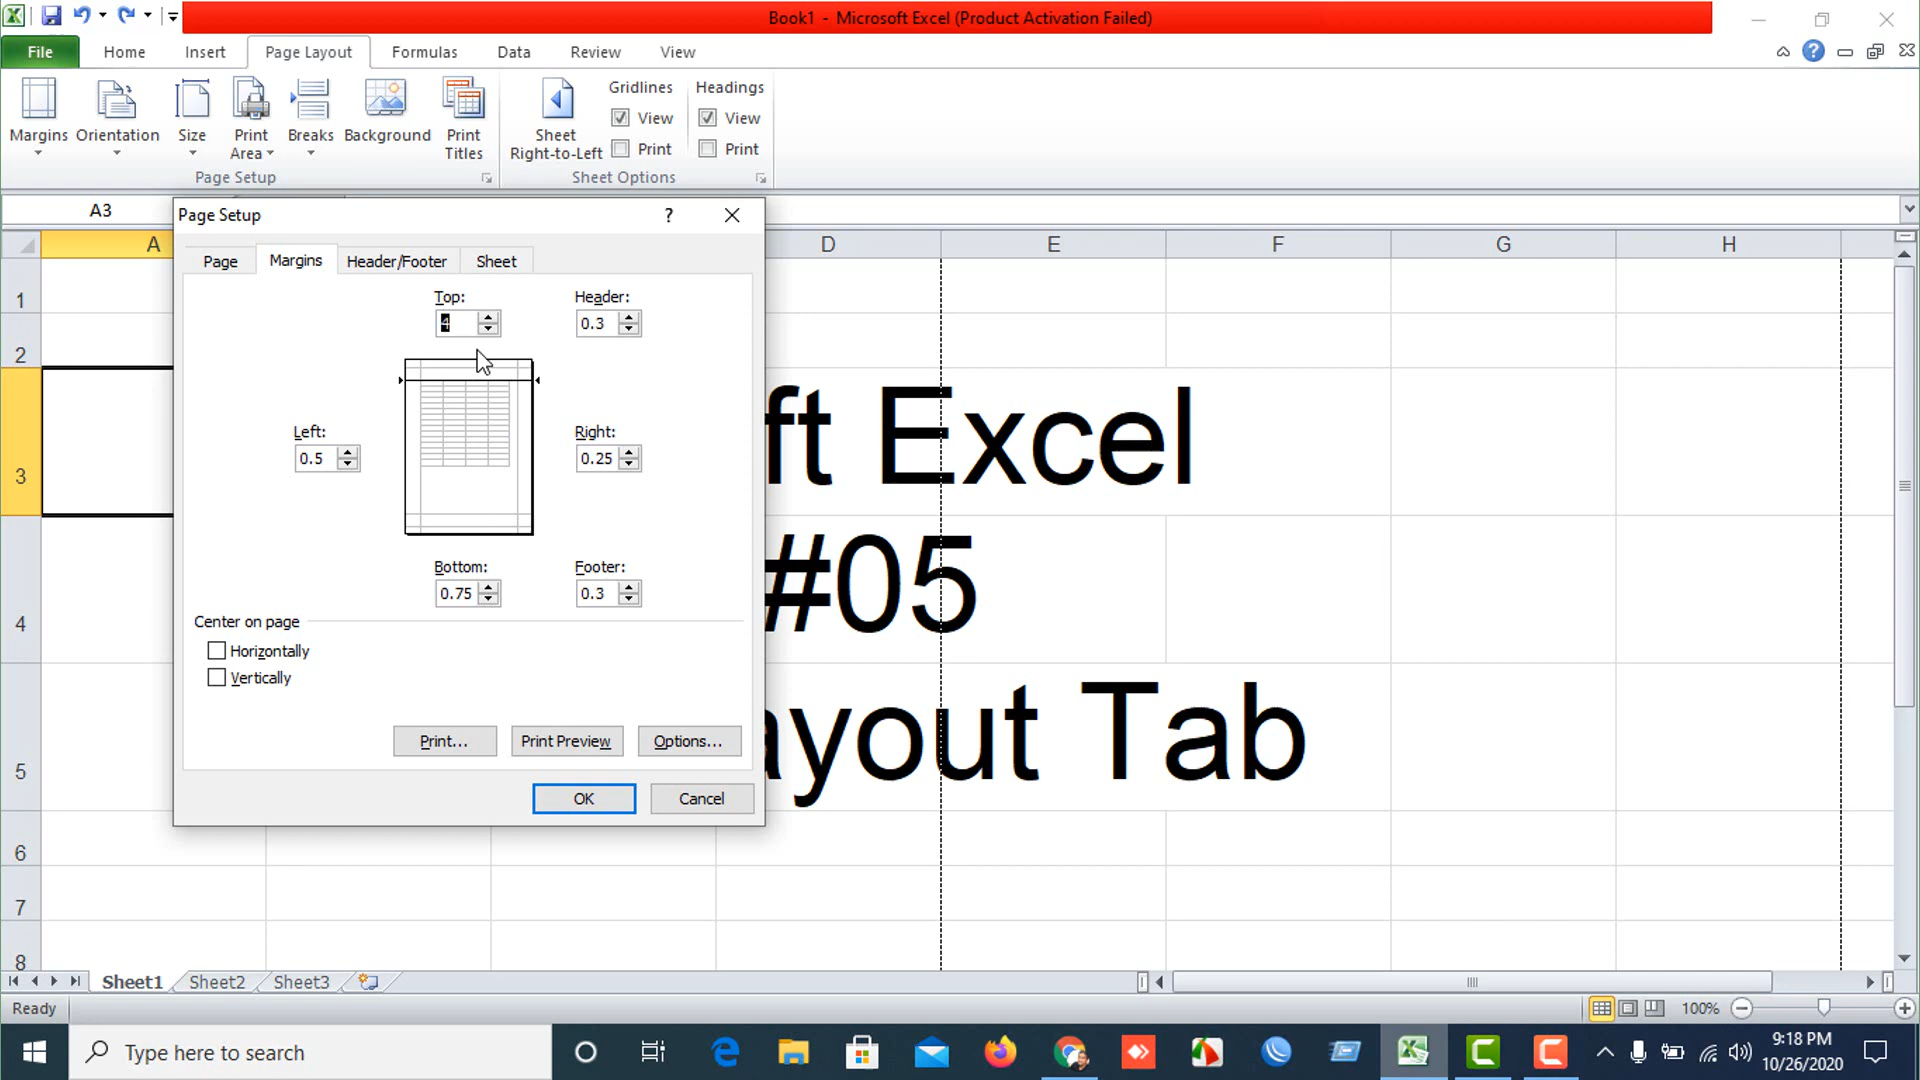 Book1 - Microsoft Excel (Product Activation Failed)
File Home Insert Page Layout Formulas Data Review View
Margins Orientation Size Print Area Breaks Background Print Titles
Sheet Right-to-Left
Gridlines Headings
View View
Print Print
Page Setup Sheet Options
A3
Page Setup ?
Page Margins Header/Footer Sheet
Top: Header:
4 0.3
Left: Right:
0.5 0.25
Bottom: Footer:
0.75 0.3
Center on page
Horizontally
Vertically
Print... Print Preview Options...
OK Cancel
A D E F G H
1
2
3 ft Excel
4 #05
5 ayout Tab
6
7
8
Sheet1 Sheet2 Sheet3
Ready 100%
Type here to search
9:18 PM
10/26/2020